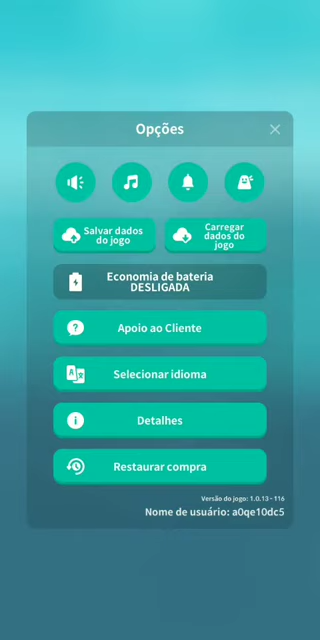 Opções
Salvar dados
do jogo
Carregar
dados do
jogo
Economia de bateria
DESLIGADA
Apoio ao Cliente
Selecionar idioma
Detalhes
Restaurar compra
Versão do jogo: 1.0.13 - 116
Nome de usuário: a0qe10dc5